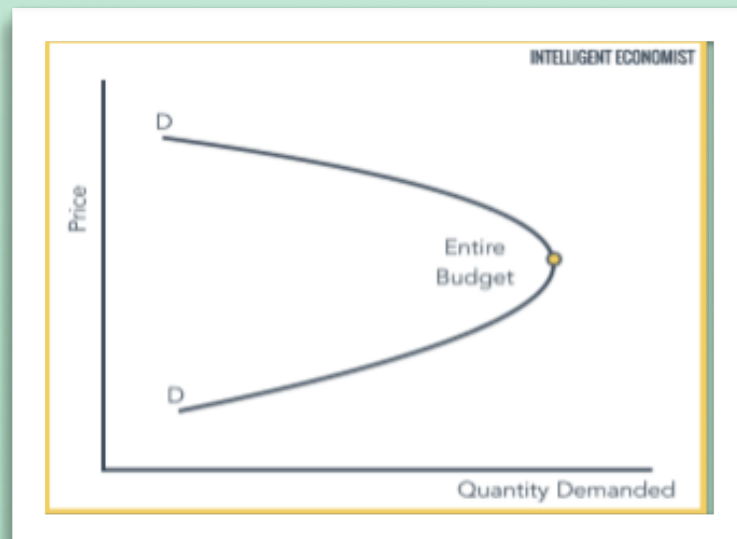 INTELLIGENT ECONOMIST
D
Price
Entire
Budget
D
Quantity Demanded